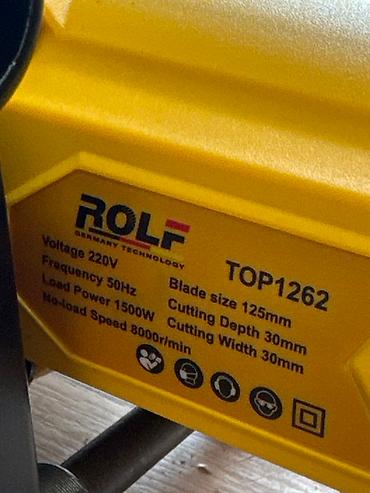 ROLF
GERMANY TECHNOLOGY
TOP1262
Voltage 220V
Frequency 50Hz
Load Power 1500W
No-load Speed 8000r/min
Blade size 125mm
Cutting Depth 30mm
Cutting Width 30mm